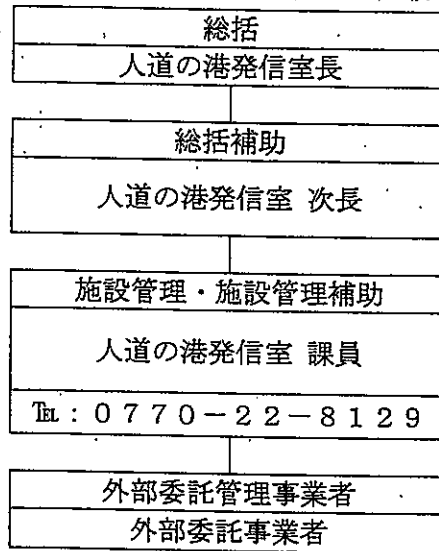 総括
人道の港発信室長
総括補助
人道の港発信室 次長
施設管理・施設管理補助
人道の港発信室 課員
℡：０７７０－２２－８１２９
外部委託管理事業者
外部委託事業者